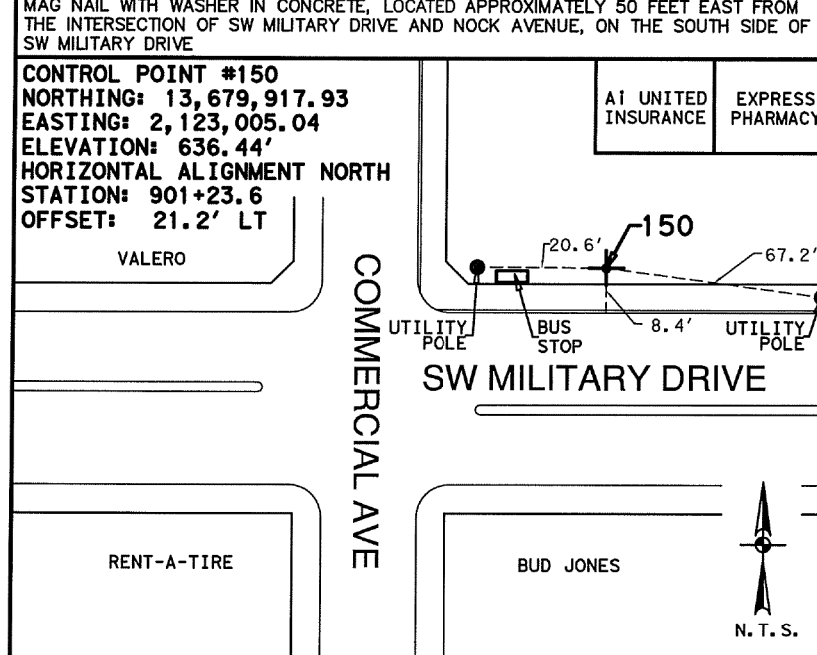 MAG NAIL WITH WASHER IN CONCRETE, LOCATED APPROXIMATELY 50 FEET EAST FROM
THE INTERSECTION OF SW MILITARY DRIVE AND NOCK AVENUE, ON THE SOUTH SIDE OF
SW MILITARY DRIVE
CONTROL POINT #150
NORTHING: 13,679,917.93
EASTING: 2,123,005.04
ELEVATION: 636.44'
HORIZONTAL ALIGNMENT NORTH
STATION: 901+23.6
OFFSET: 21.2' LT
Ai UNITED
INSURANCE
EXPRESS
PHARMACY
VALERO
150
20.6'
67.2'
8.4'
UTILITY
POLE
BUS
STOP
UTILITY
POLE
COMMERCIAL AVE
SW MILITARY DRIVE
RENT-A-TIRE
BUD JONES
N.T.S.